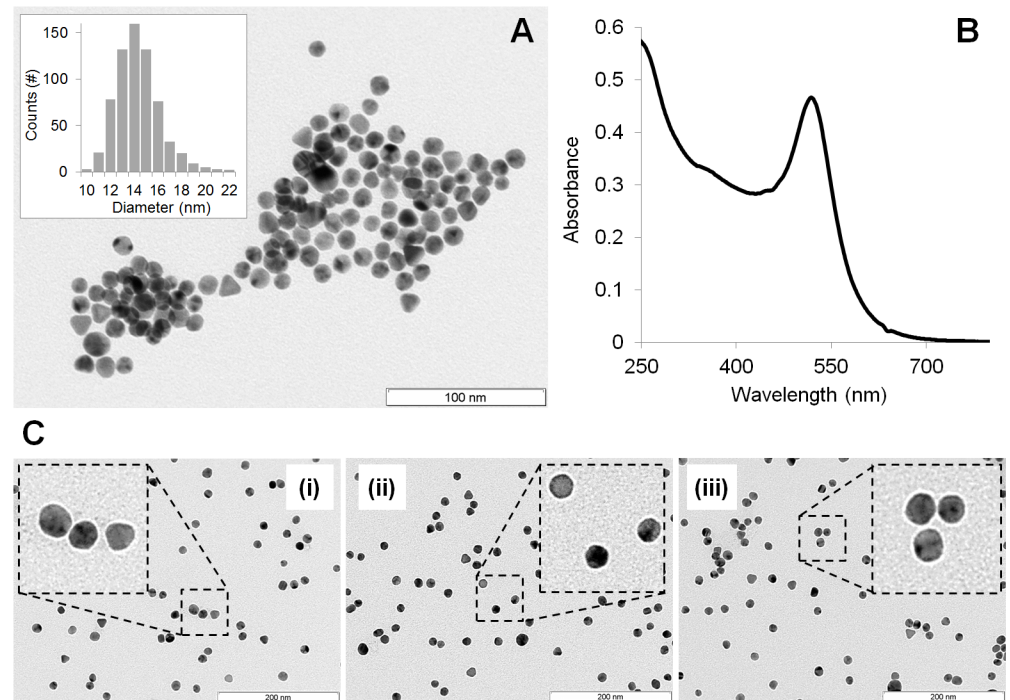 A
150
100
50
0
Counts (#)
10 12 14 16 18 20 22
Diameter (nm)
100 nm
B
0.6
0.5
0.4
0.3
0.2
0.1
0
Absorbance
250 400 550 700
Wavelength (nm)
C
(i)
(ii)
(iii)
200 nm
200 nm
200 nm